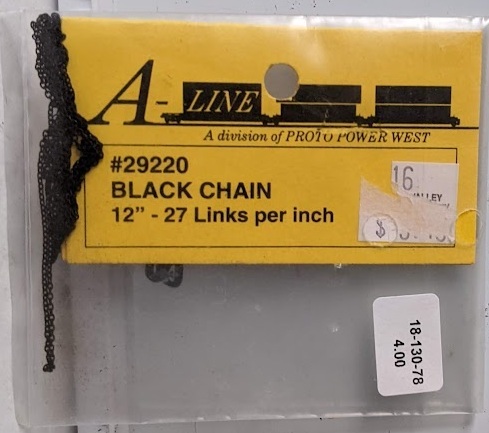 A-LINE
A division of PROTO POWER WEST
#29220
BLACK CHAIN
12" - 27 Links per inch
16
VALLEY
$
18-130-78
4.00